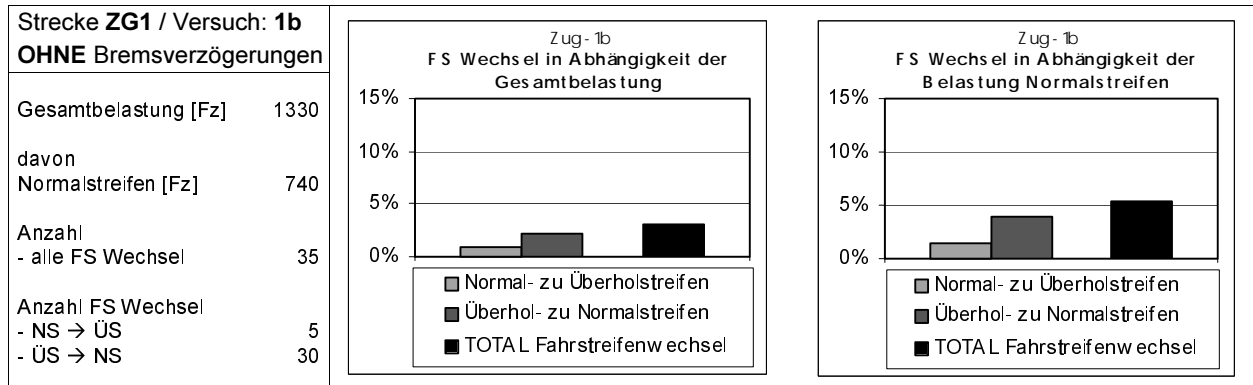 Strecke ZG1 / Versuch: 1b
OHNE Bremsverzögerungen
Gesamtbelastung [Fz] 1330
davon
Normalstreifen [Fz] 740
Anzahl
- alle FS Wechsel 35
Anzahl FS Wechsel
- NS → ÜS 5
- ÜS → NS 30
Zug-1b
FS Wechsel in Abhängigkeit der
Gesamtbelastung
15%
10%
5%
0%
Normal- zu Überholstreifen
Überhol- zu Normalstreifen
TOTAL Fahrstreifenwechsel
Zug-1b
FS Wechsel in Abhängigkeit der
Belastung Normalstreifen
15%
10%
5%
0%
Normal- zu Überholstreifen
Überhol- zu Normalstreifen
TOTAL Fahrstreifenwechsel